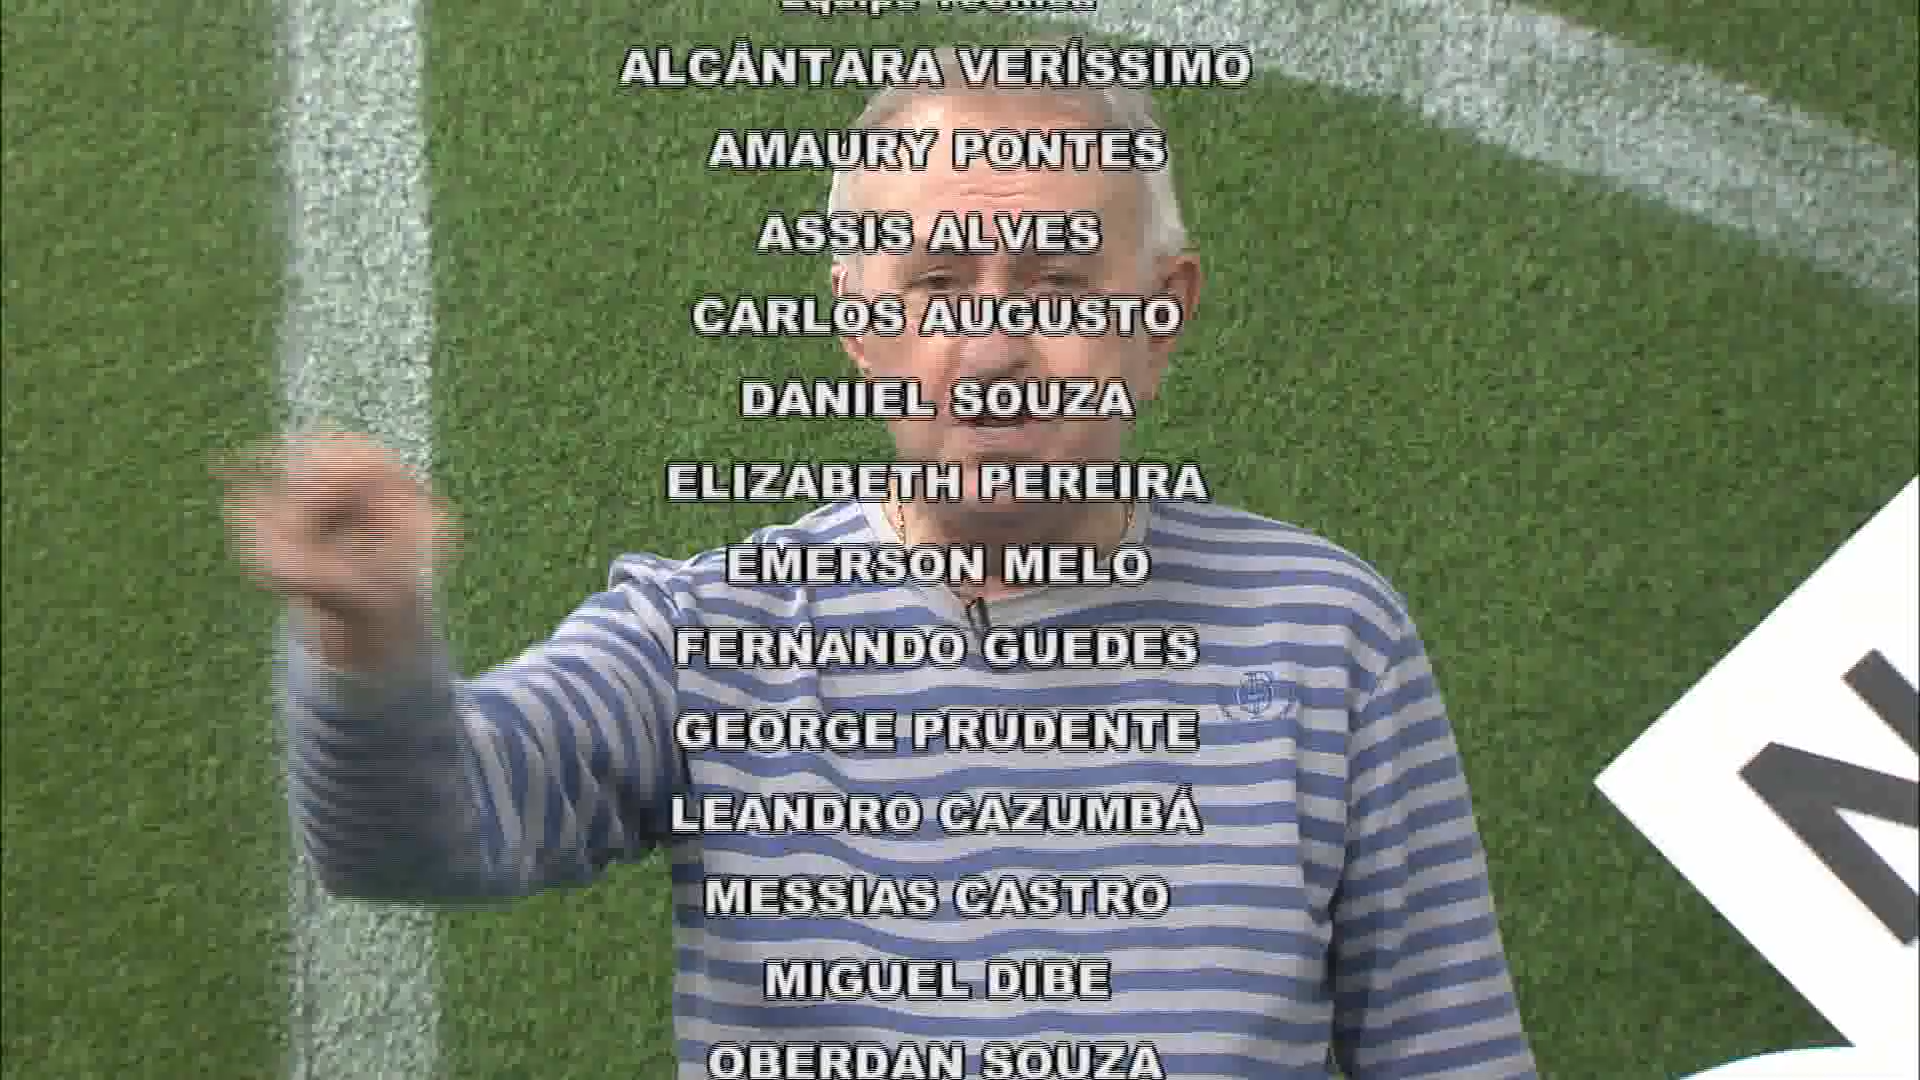 ALCÂNTARA VERÍSSIMO
AMAURY PONTES
ASSIS ALVES
CARLOS AUGUSTO
DANIEL SOUZA
ELIZABETH PEREIRA
EMERSON MELO
FERNANDO GUEDES
GEORGE PRUDENTE
LEANDRO CAZUMBÁ
MESSIAS CASTRO
MIGUEL DIBE
OBERDAN SOUZA
N